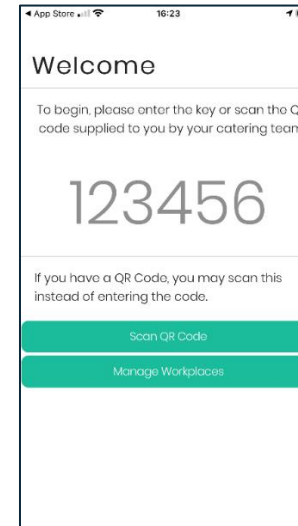 App Store 16:23
Welcome
To begin, please enter the key or scan the Q
code supplied to you by your catering team
123456
If you have a QR Code, you may scan this
instead of entering the code.
Scan QR Code
Manage Workplaces